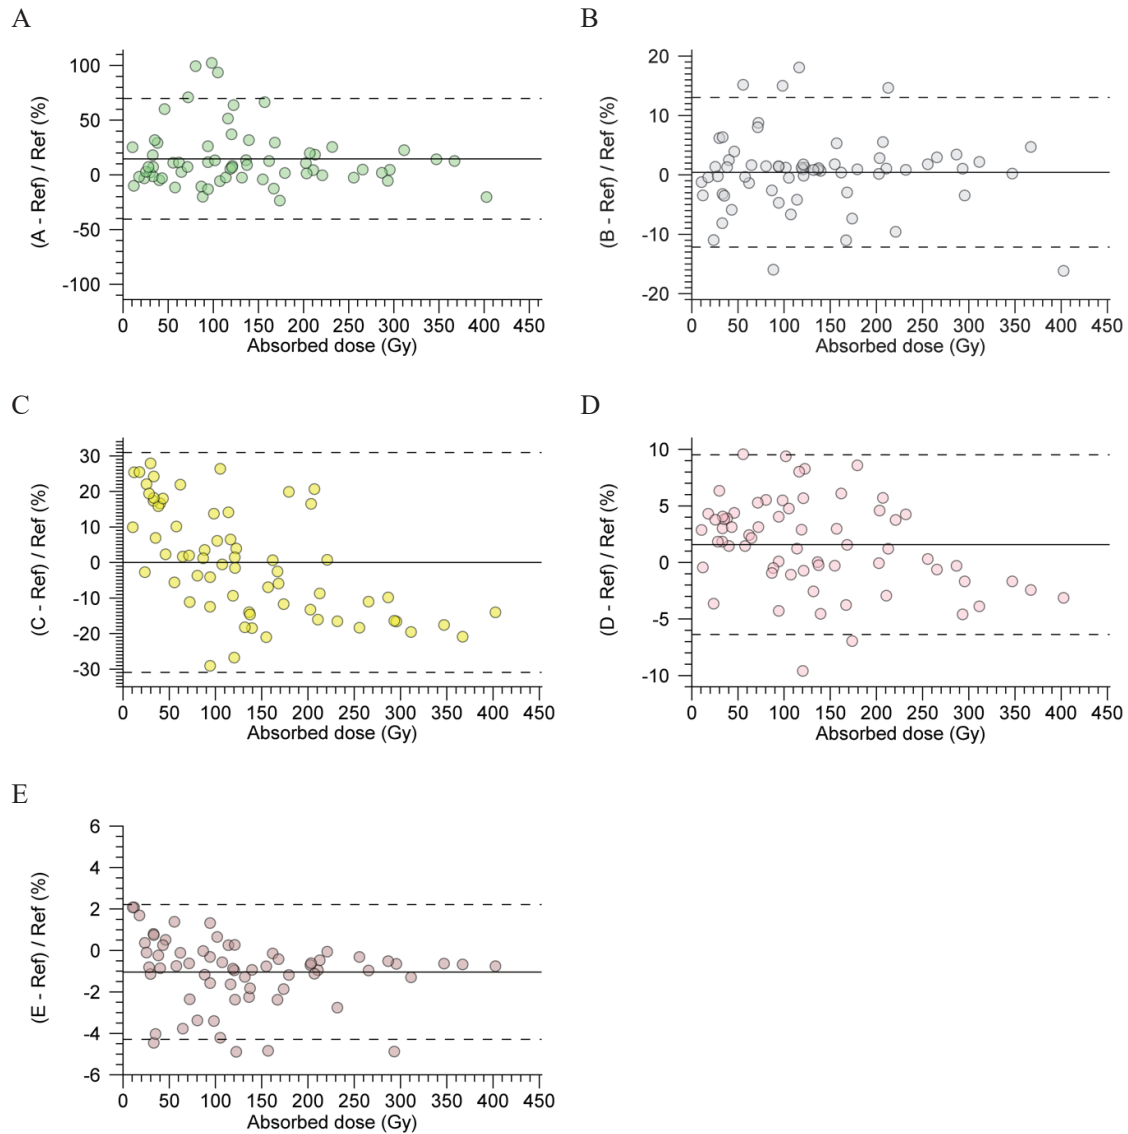 A
B
(A - Ref) / Ref (%)
100
50
0
-50
-100
0 50 100 150 200 250 300 350 400 450
Absorbed dose (Gy)
(B - Ref) / Ref (%)
20
10
0
-10
-20
0 50 100 150 200 250 300 350 400 450
Absorbed dose (Gy)
C
D
(C - Ref) / Ref (%)
30
20
10
0
-10
-20
-30
0 50 100 150 200 250 300 350 400 450
Absorbed dose (Gy)
(D - Ref) / Ref (%)
10
5
0
-5
-10
0 50 100 150 200 250 300 350 400 450
Absorbed dose (Gy)
E
(E - Ref) / Ref (%)
6
4
2
0
-2
-4
-6
0 50 100 150 200 250 300 350 400 450
Absorbed dose (Gy)